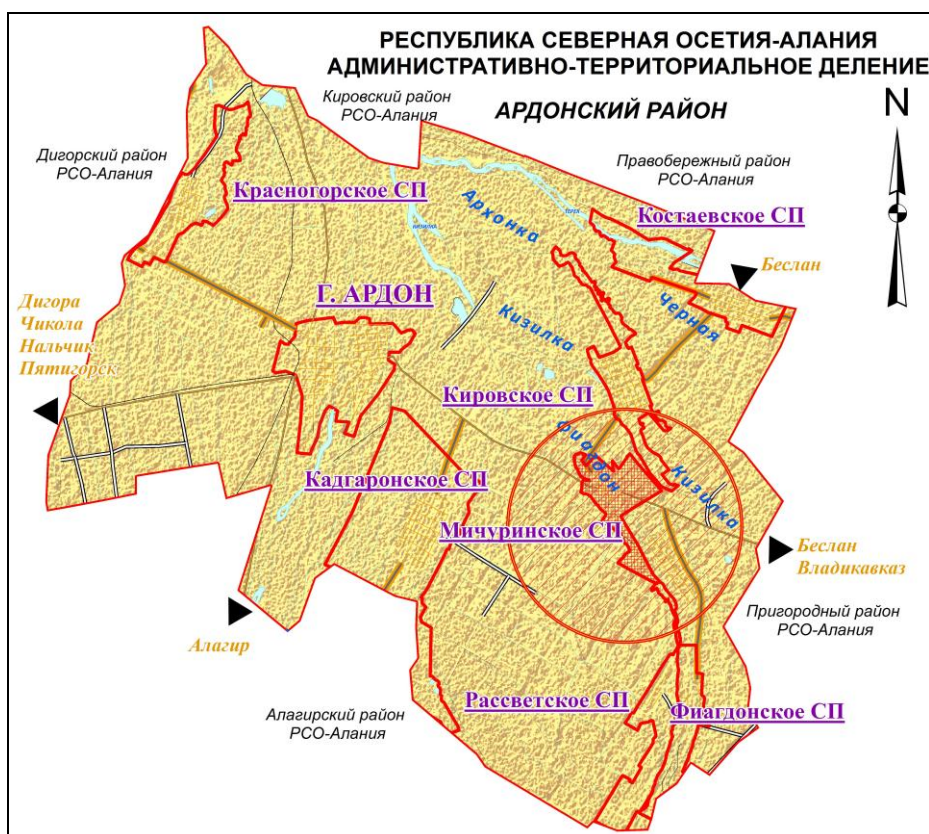 РЕСПУБЛИКА СЕВЕРНАЯ ОСЕТИЯ-АЛАНИЯ
АДМИНИСТРАТИВНО-ТЕРРИТОРИАЛЬНОЕ ДЕЛЕНИЕ
Кировский район
РСО-Алания
АРДОНСКИЙ РАЙОН
N
Дигорский район
РСО-Алания
Правобережный район
РСО-Алания
Красногорское СП
Архонка
Костаевское СП
Беслан
Дигора
Чикола
Нальчик
Пятигорск
Г. АРДОН
Кизилка
Черная
Кировское СП
Фиагдон
Кадгаронское СП
Кизилка
Мичуринское СП
Беслан
Владикавказ
Пригородный район
РСО-Алания
Алагир
Рассветское СП
Фиагдонское СП
Алагирский район
РСО-Алания